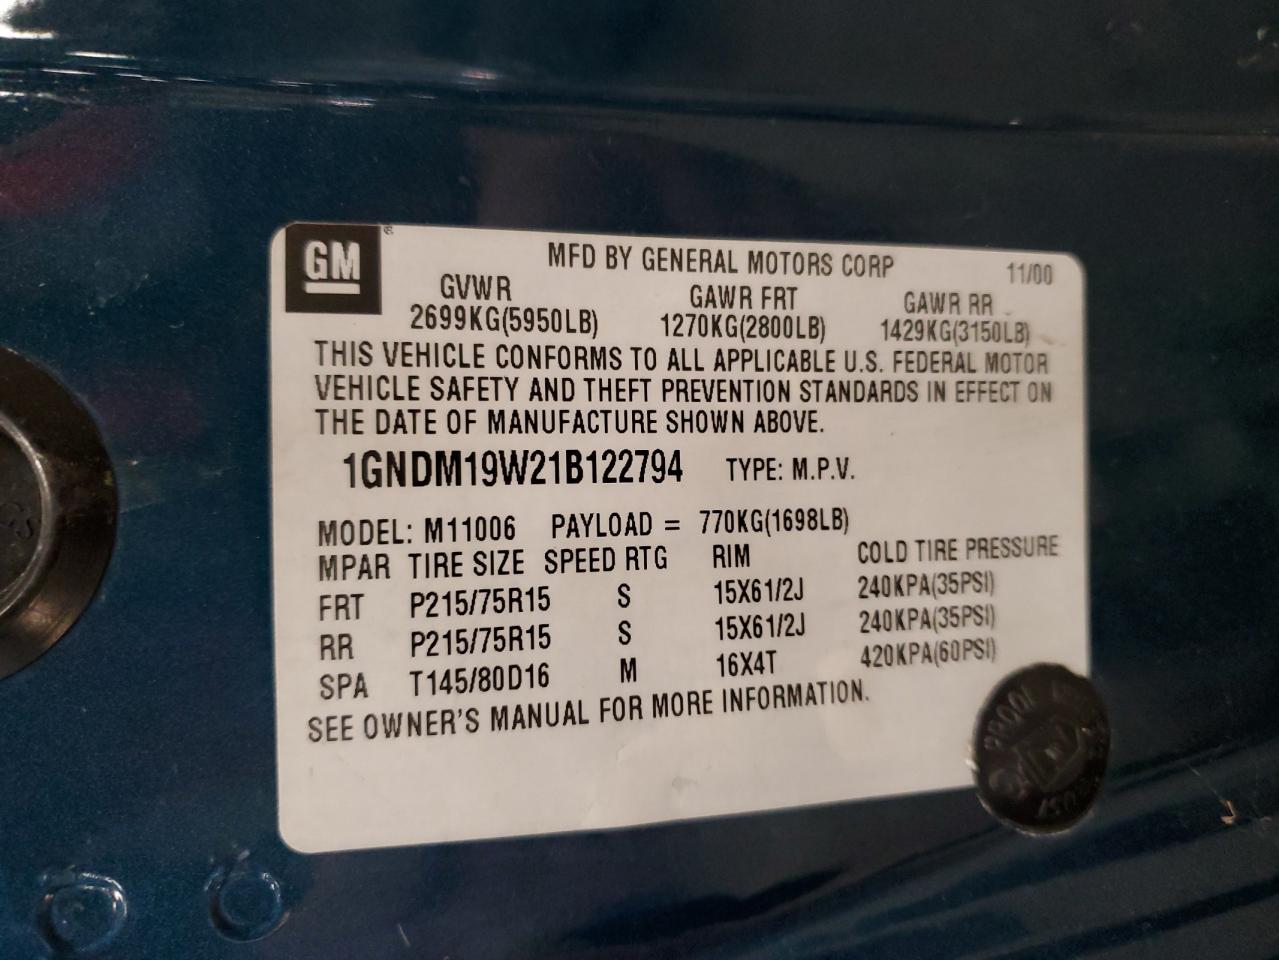 GM ® MFD BY GENERAL MOTORS CORP 11/00
GVWR GAWR FRT GAWR RR
2699KG(5950LB) 1270KG(2800LB) 1429KG(3150LB)
THIS VEHICLE CONFORMS TO ALL APPLICABLE U.S. FEDERAL MOTOR
VEHICLE SAFETY AND THEFT PREVENTION STANDARDS IN EFFECT ON
THE DATE OF MANUFACTURE SHOWN ABOVE.
1GNDM19W21B122794 TYPE: M.P.V.
MODEL: M11006 PAYLOAD = 770KG(1698LB)
MPAR TIRE SIZE SPEED RTG RIM COLD TIRE PRESSURE
FRT P215/75R15 S 15X61/2J 240KPA(35PSI)
RR P215/75R15 S 15X61/2J 240KPA(35PSI)
SPA T145/80D16 M 16X4T 420KPA(60PSI)
SEE OWNER'S MANUAL FOR MORE INFORMATION.
PROOF